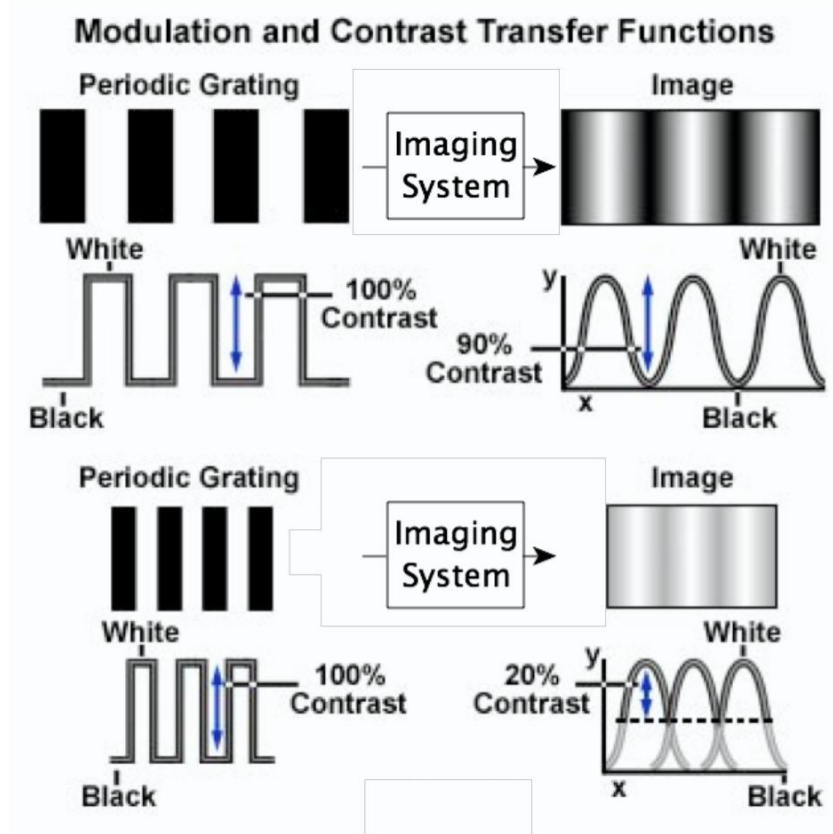 Modulation and Contrast Transfer Functions
Periodic Grating
Image
Imaging
System
White
White
100%
Contrast
y
90%
Contrast
x
Black
Black
Periodic Grating
Image
Imaging
System
White
White
100%
Contrast
20%
Contrast
y
x
Black
Black